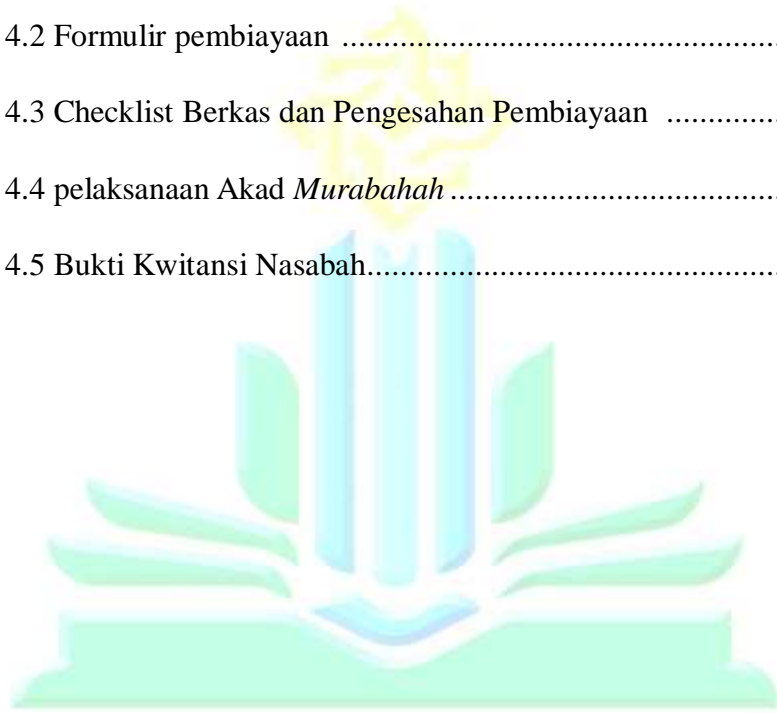 4.2 Formulir pembiayaan ......................................................
4.3 Checklist Berkas dan Pengesahan Pembiayaan ..............
4.4 pelaksanaan Akad Murabahah ........................................
4.5 Bukti Kwitansi Nasabah..................................................